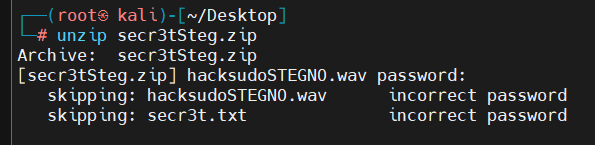 ┌──(root㉿ kali)-[~/Desktop]
└─# unzip secr3tSteg.zip
Archive:  secr3tSteg.zip
[secr3tSteg.zip] hacksudoSTEGNO.wav password:
   skipping: hacksudoSTEGNO.wav      incorrect password
   skipping: secr3t.txt              incorrect password